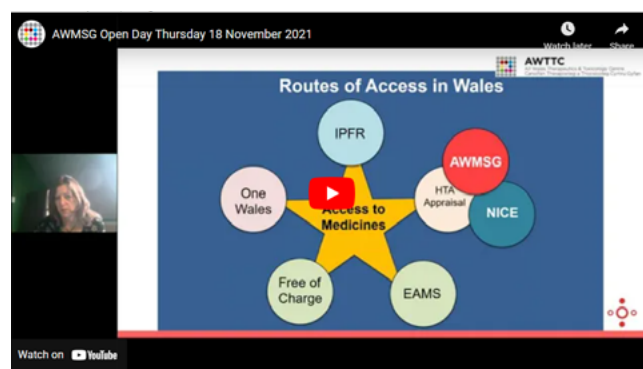 AWMSG Open Day Thursday 18 November 2021
Watch later
Share
AWTTC
Routes of Access in Wales
IPFR
AWMSG
One
Wales
HTA
Appraisal
NICE
Access to
Medicines
Free of
Charge
EAMS
Watch on YouTube